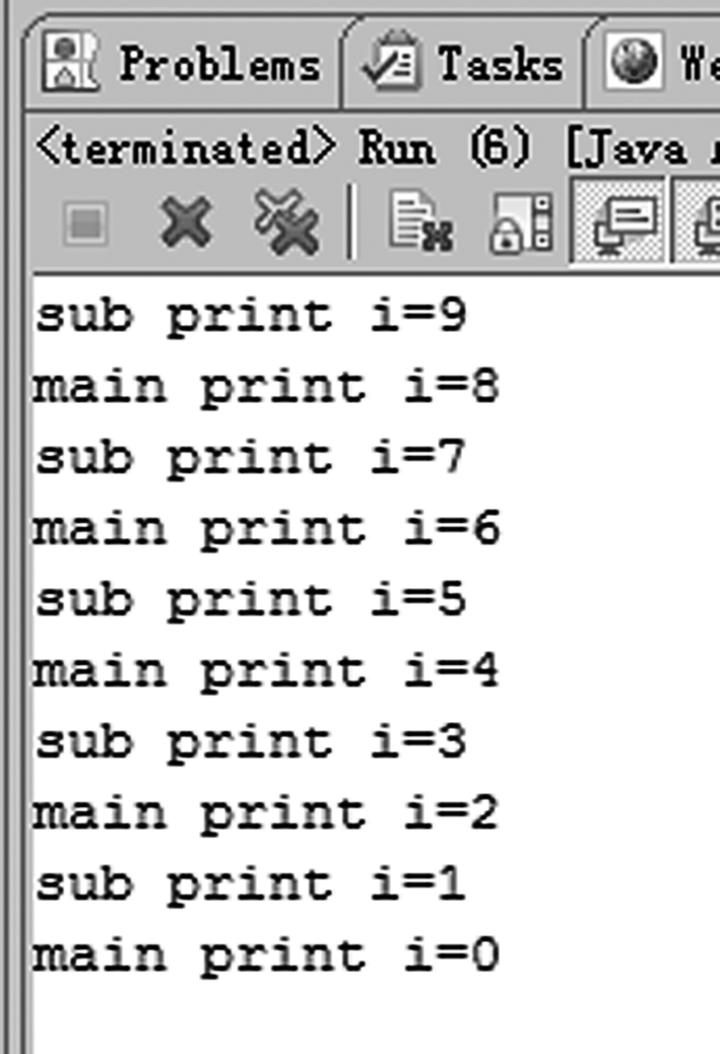 Problems Tasks
<terminated> Run (6) [Java
sub print i=9
main print i=8
sub print i=7
main print i=6
sub print i=5
main print i=4
sub print i=3
main print i=2
sub print i=1
main print i=0